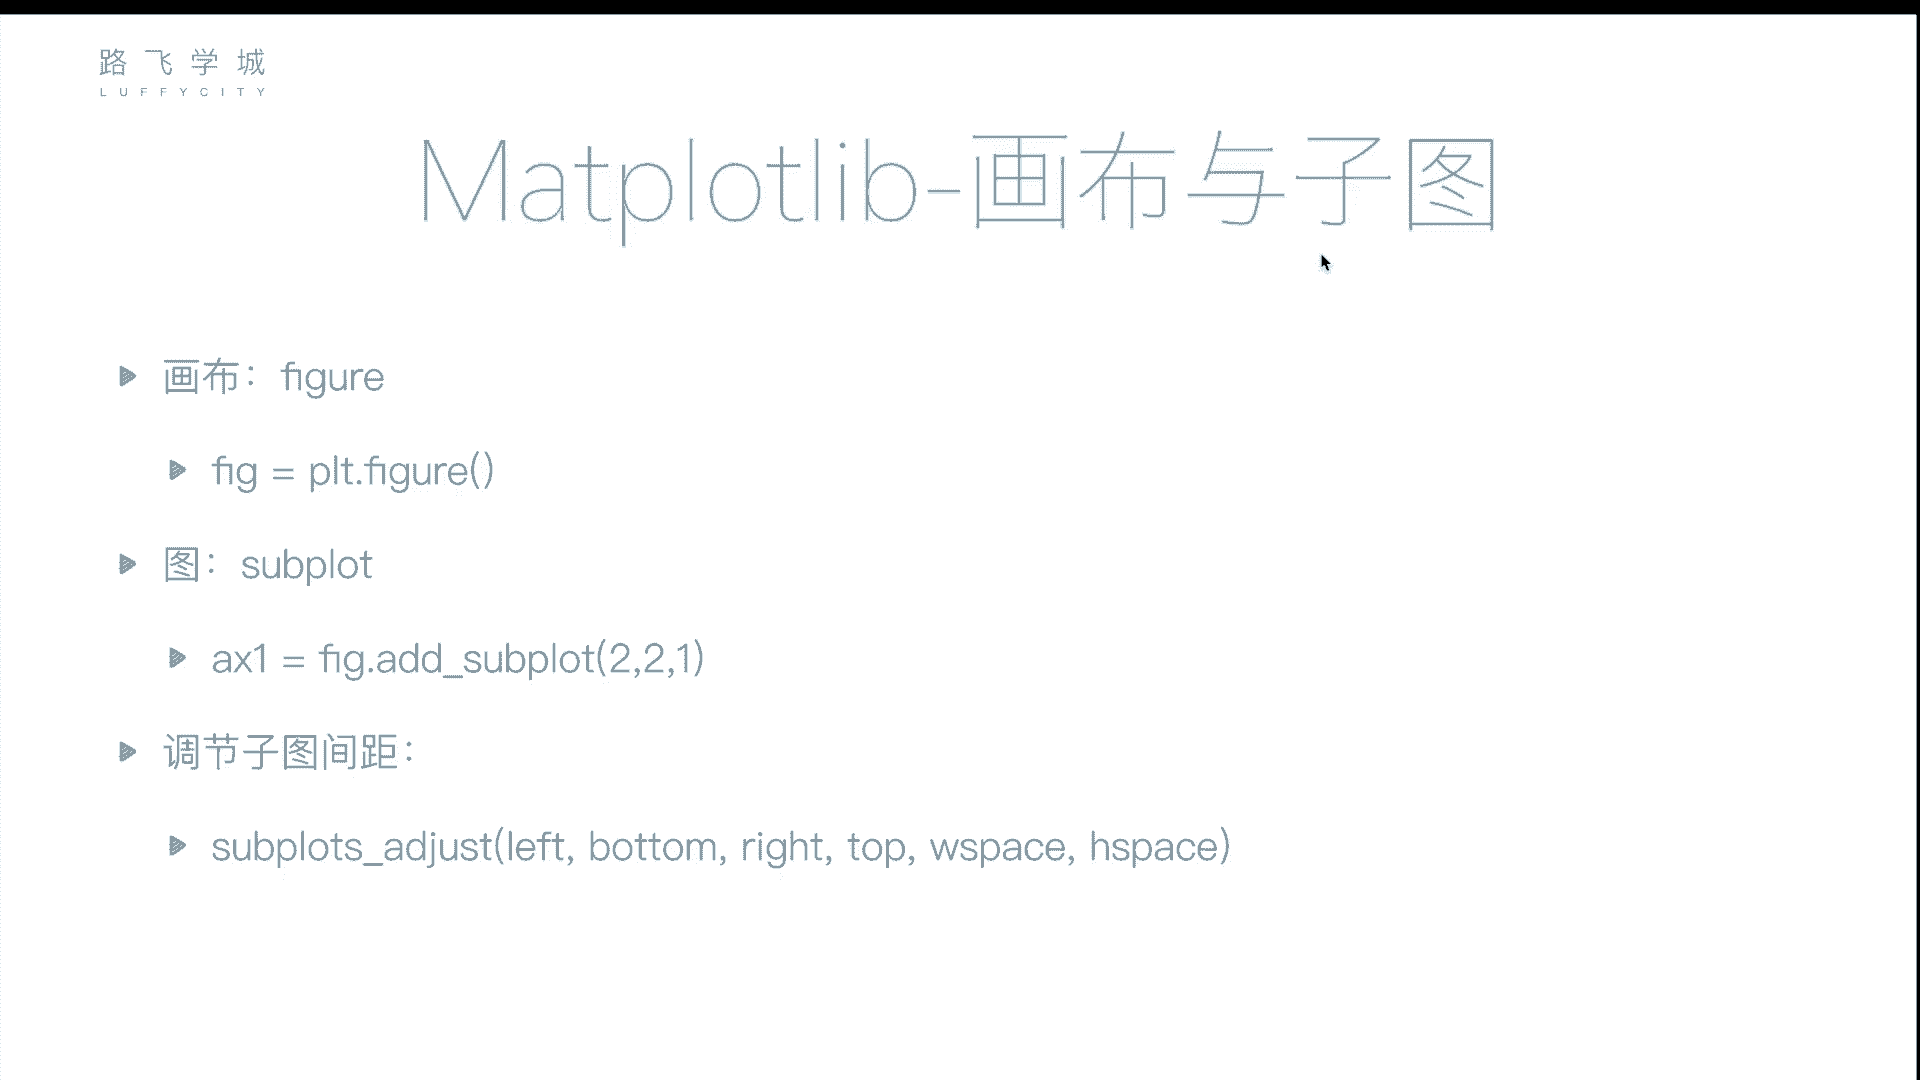 路飞学城
LUFFYCITY
Matplotlib-画布与子图
画布：figure
fig = plt.figure()
图：subplot
ax1 = fig.add_subplot(2,2,1)
调节子图间距：
subplots_adjust(left, bottom, right, top, wspace, hspace)